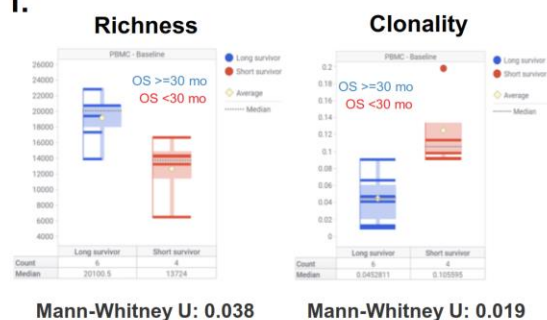 I.
Richness
PBMC - Baseline
26000
24000
22000
20000
18000
16000
14000
12000
10000
8000
6000
4000
OS >=30 mo
OS <30 mo
Long survivor
Short survivor
Average
Median
Long survivor Short survivor
Count 6 4
Median 20100.5 13724
Mann-Whitney U: 0.038
Clonality
PBMC - Baseline
0.2
0.18
0.16
0.14
0.12
0.1
0.08
0.06
0.04
0.02
0
OS >=30 mo
OS <30 mo
Long survivor
Short survivor
Average
Median
Long survivor Short survivor
Count 6 4
Median 0.0452811 0.105595
Mann-Whitney U: 0.019